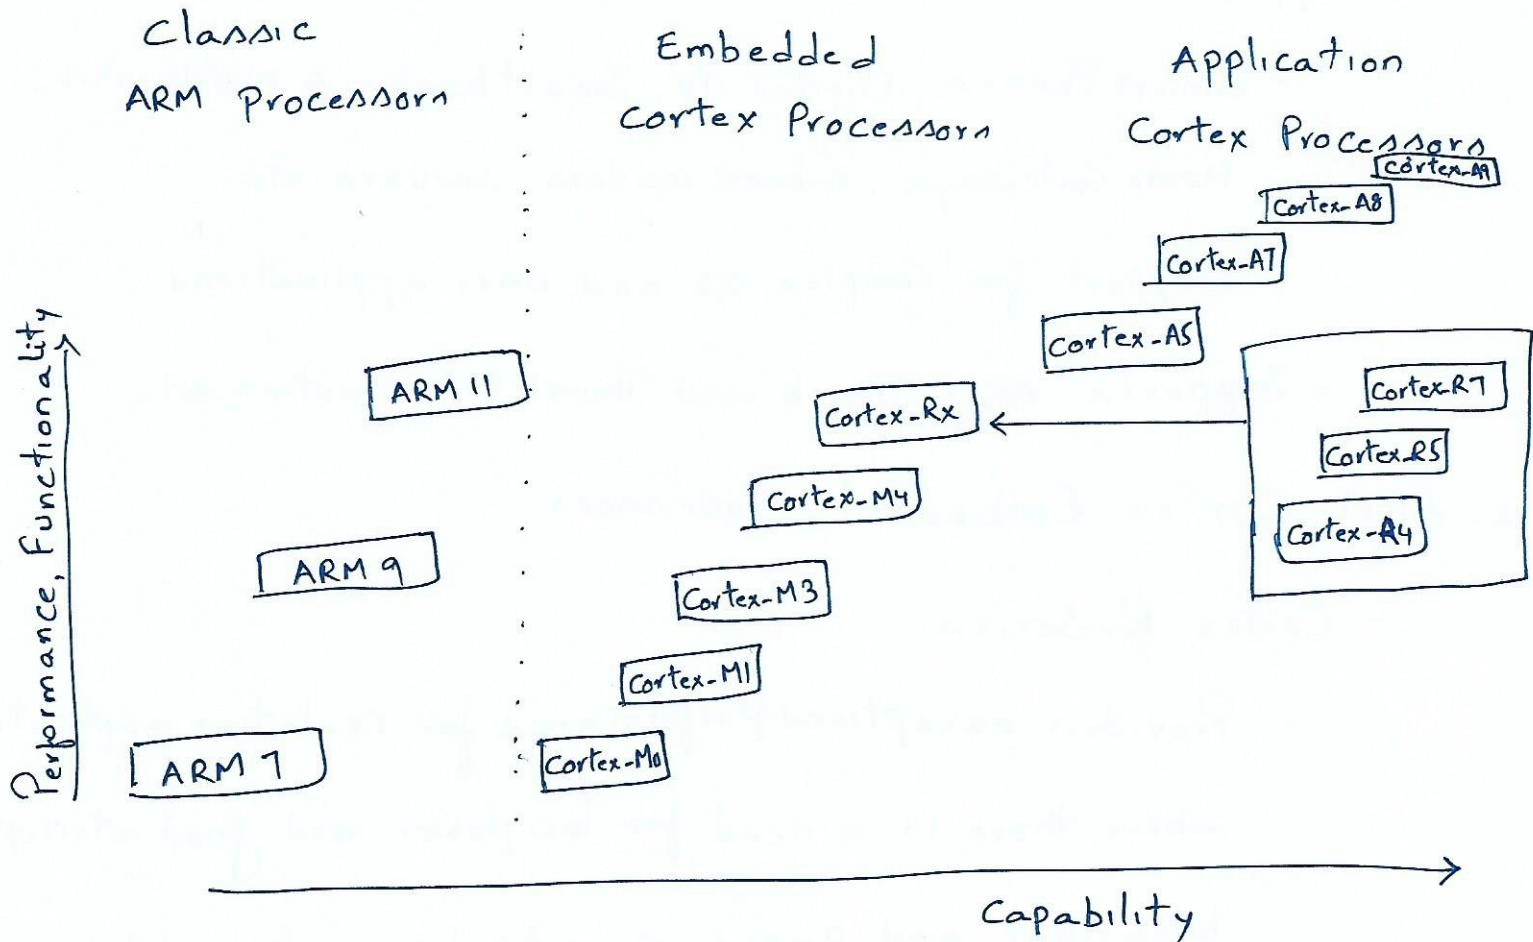 Classic
ARM Processors
Embedded
Cortex Processors
Application
Cortex Processors
Cortex-A9
Cortex-A8
Cortex-A7
Cortex-A5
ARM 11
Cortex-Rx
Cortex-R7
Cortex-R5
Cortex-R4
Cortex-M4
ARM 9
Cortex-M3
Cortex-M1
ARM 7
Cortex-M0
Performance, Functionality
Capability